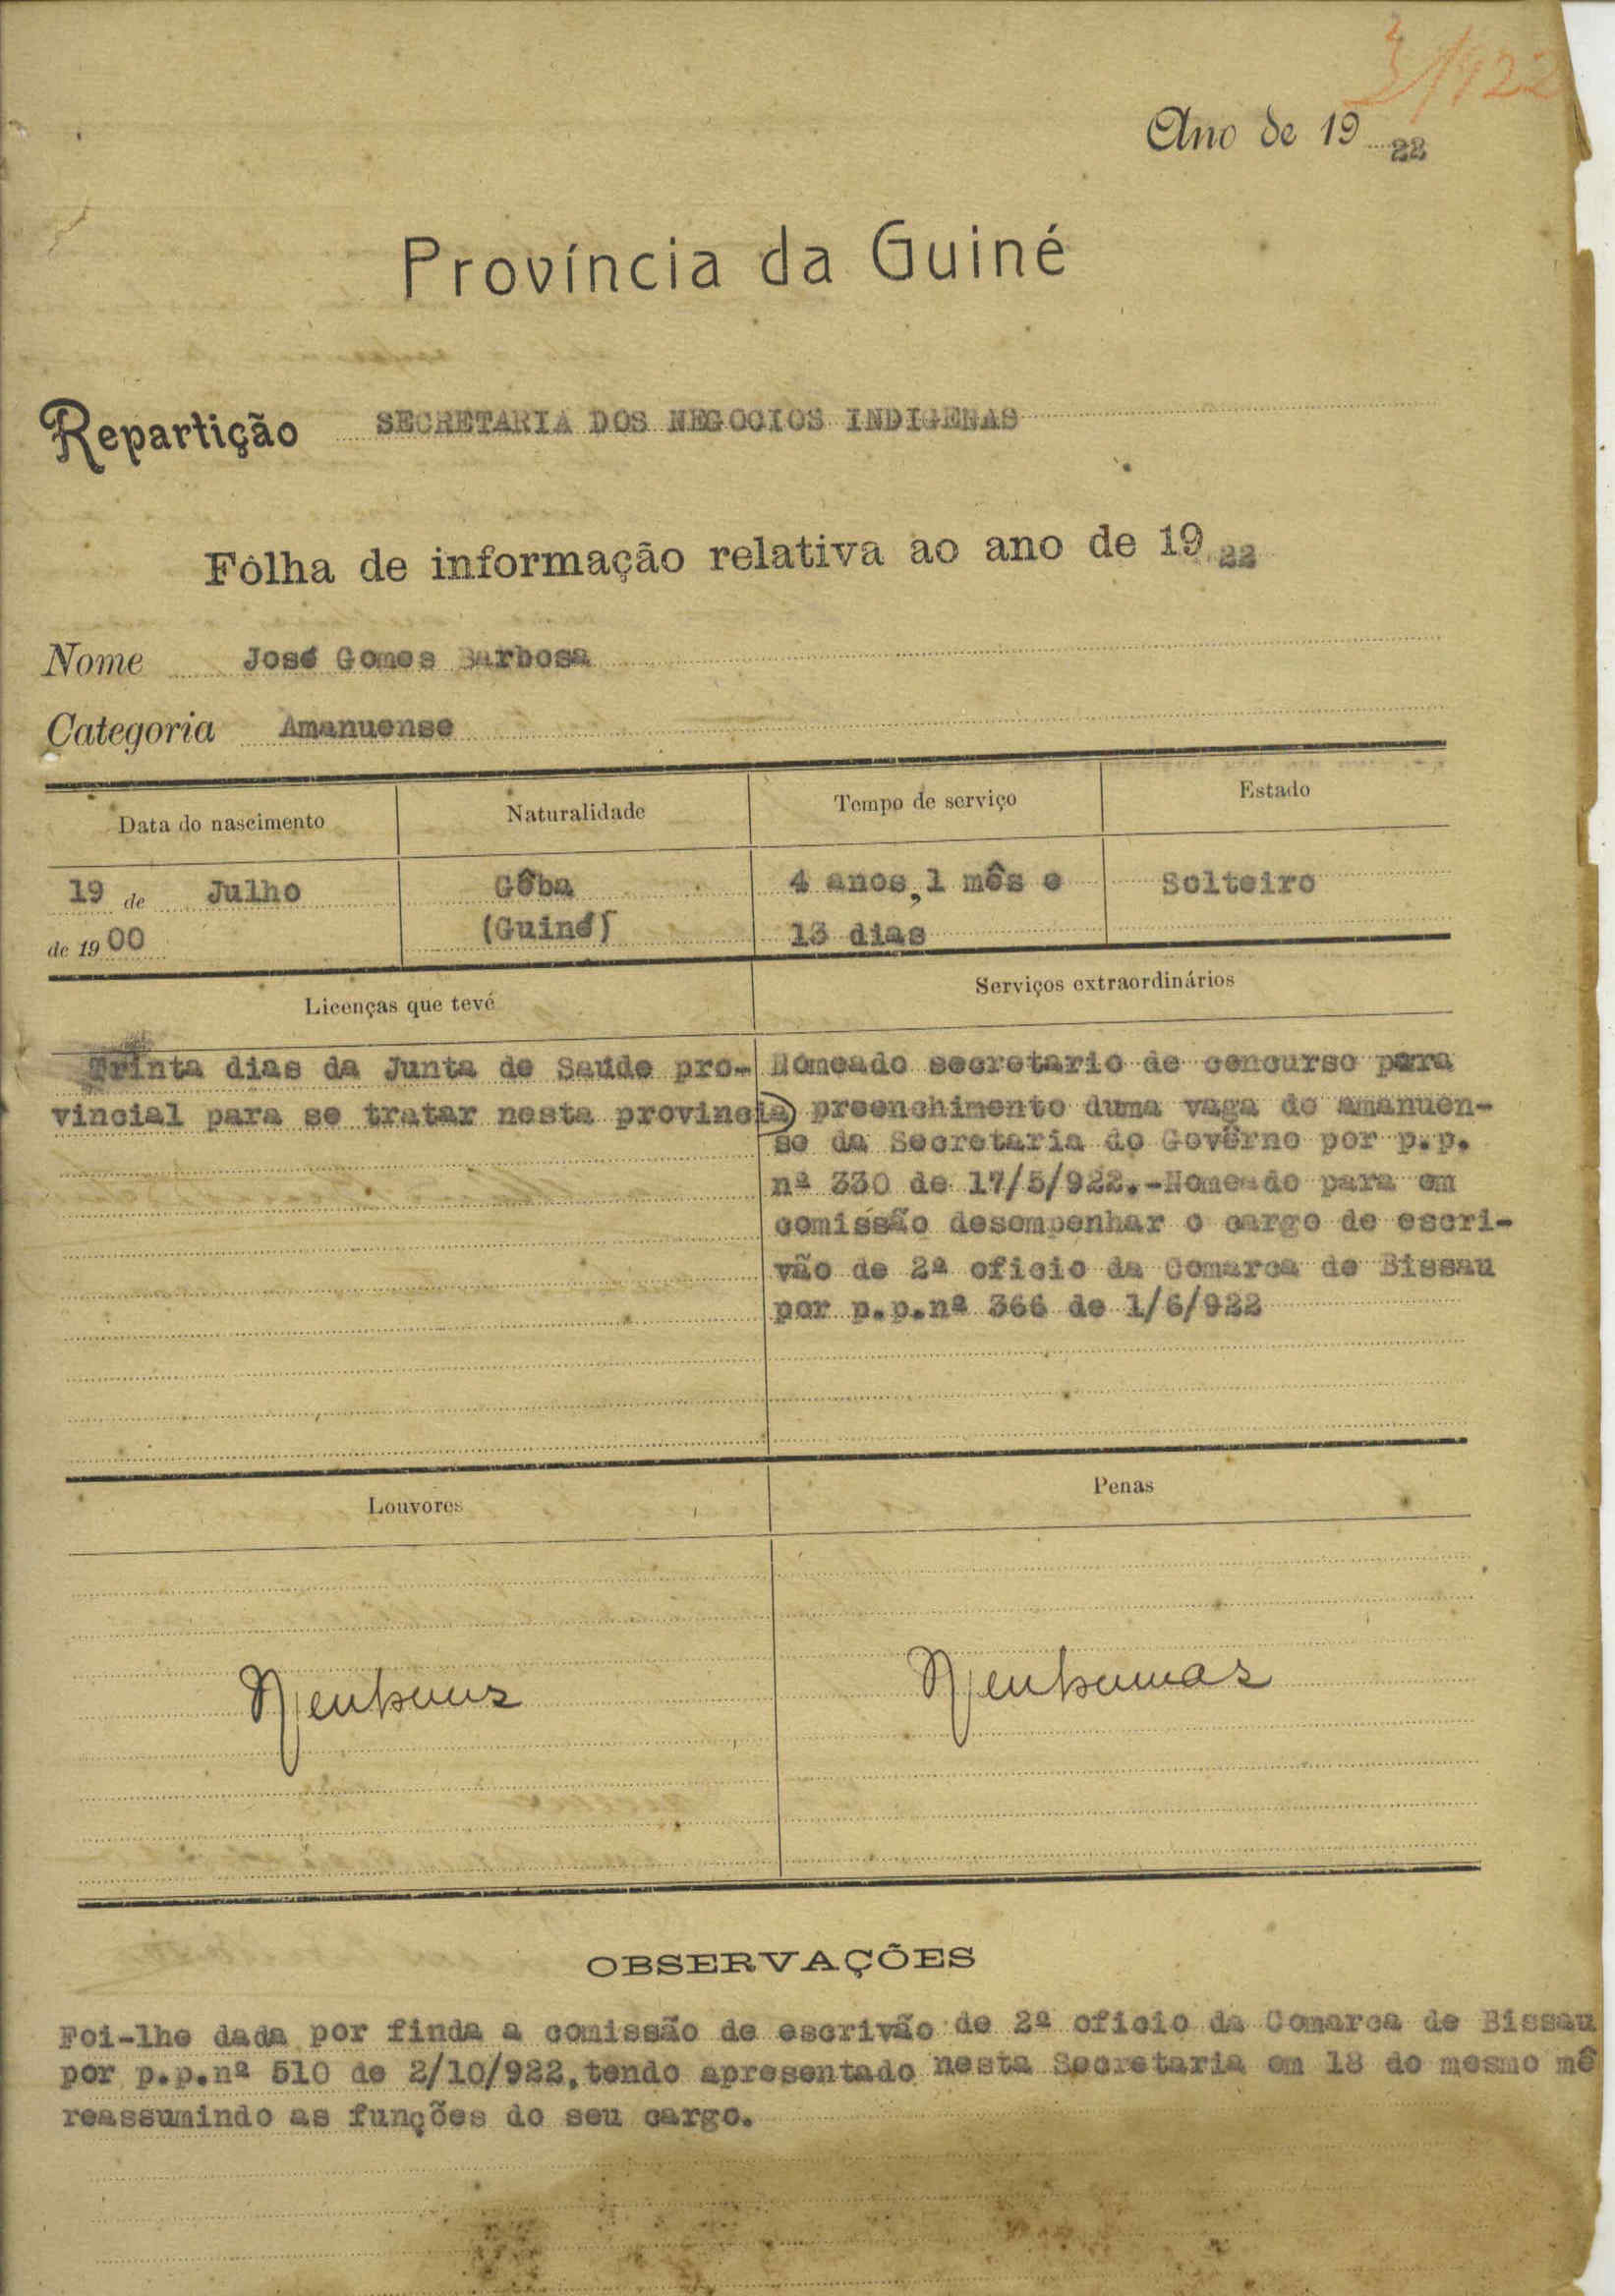 3/922
Ano de 1922
Província da Guiné
Repartição SECRETARIA DOS NEGOCIOS INDIGENAS
Fôlha de informação relativa ao ano de 1922
Nome José Gomes Barbosa
Categoria Amanuense
Data do nascimento Naturalidade Tempo de serviço Estado
19 de Julho Gêba 4 anos,1 mês e Solteiro
de 1900 (Guiné) 13 dias
Licenças que teve Serviços extraordinários
Trinta dias da Junta de Saúde pro-
vincial para se tratar nesta provincia
Nomeado secretario de concurso para
preenchimento duma vaga de amanuen-
se da Secretaria do Govêrno por p.p.
nº 330 de 17/5/922.-Nomeado para em
comissão desempenhar o cargo de escri-
vão de 2º oficio da Comarca de Bissau
por p.p.nº 366 de 1/6/922
Louvores Penas
Nenhuns Nenhumas
OBSERVAÇÕES
Foi-lhe dada por finda a comissão de escrivão de 2º oficio da Comarca de Bissau
por p.p.nº 510 de 2/10/922,tendo apresentado nesta Secretaria em 18 do mesmo mê
reassumindo as funções do seu cargo.